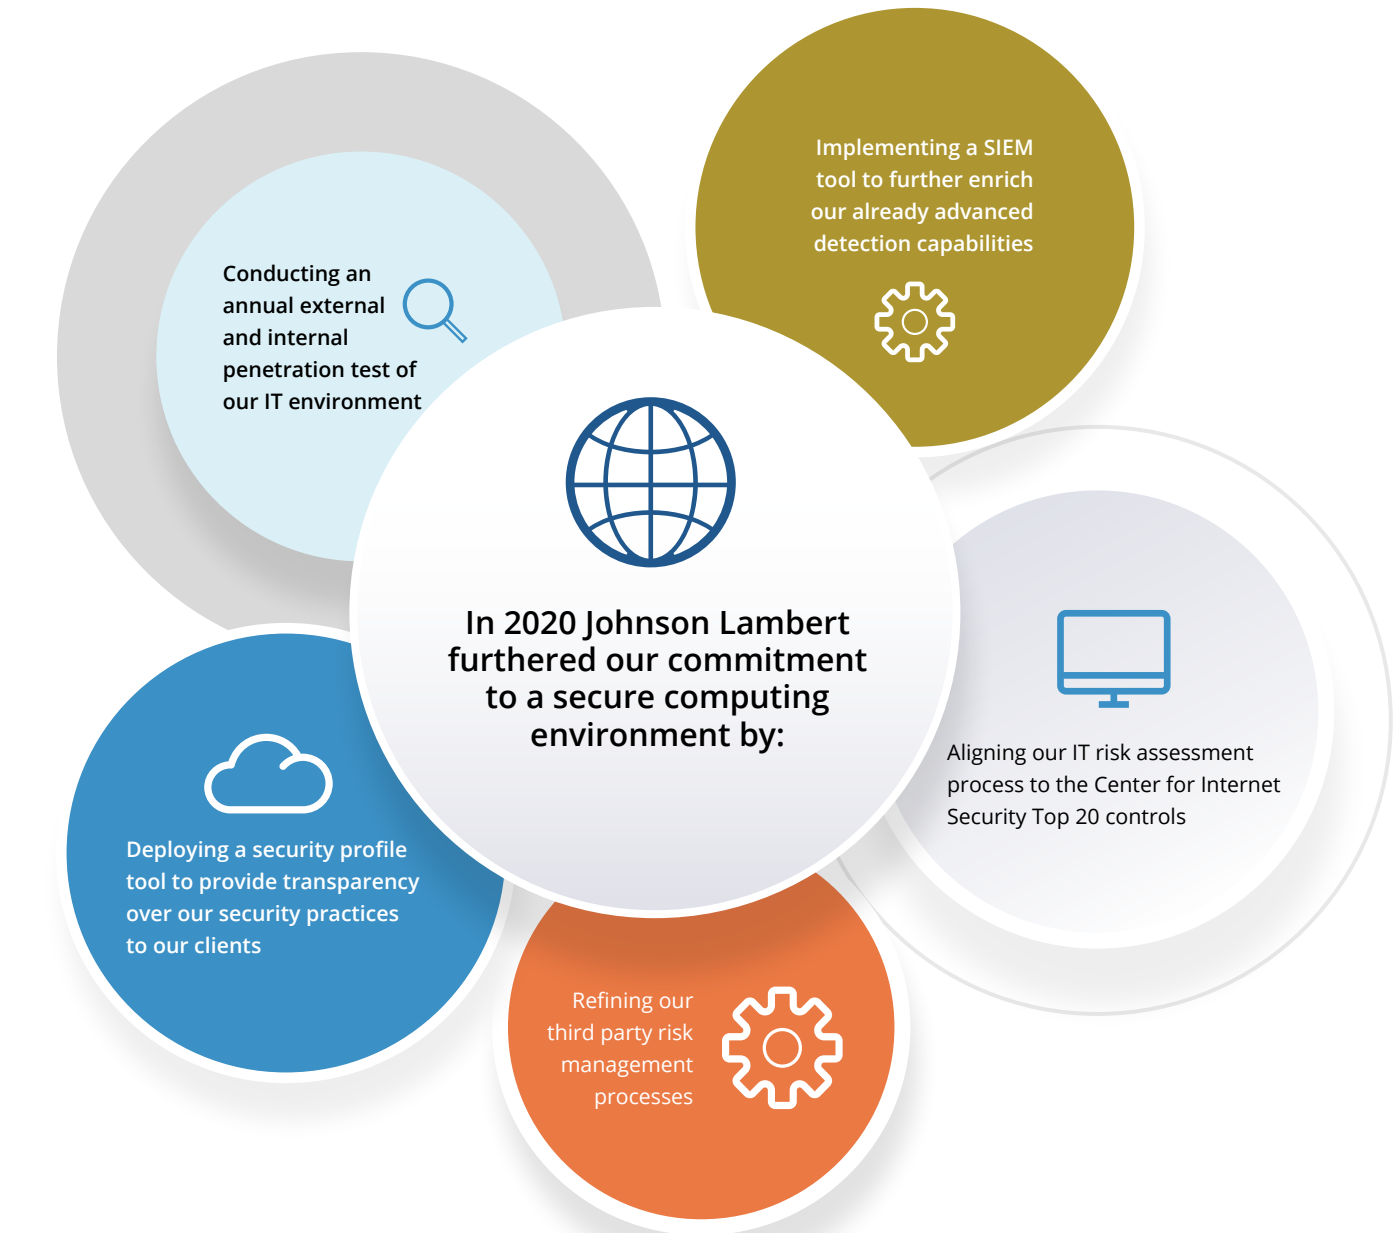 Implementing a SIEM
tool to further enrich
our already advanced
detection capabilities
Conducting an
annual external
and internal
penetration test of
our IT environment
In 2020 Johnson Lambert
furthered our commitment
to a secure computing
environment by:
Aligning our IT risk assessment
process to the Center for Internet
Security Top 20 controls
Deploying a security profile
tool to provide transparency
over our security practices
to our clients
Refining our
third party risk
management
processes